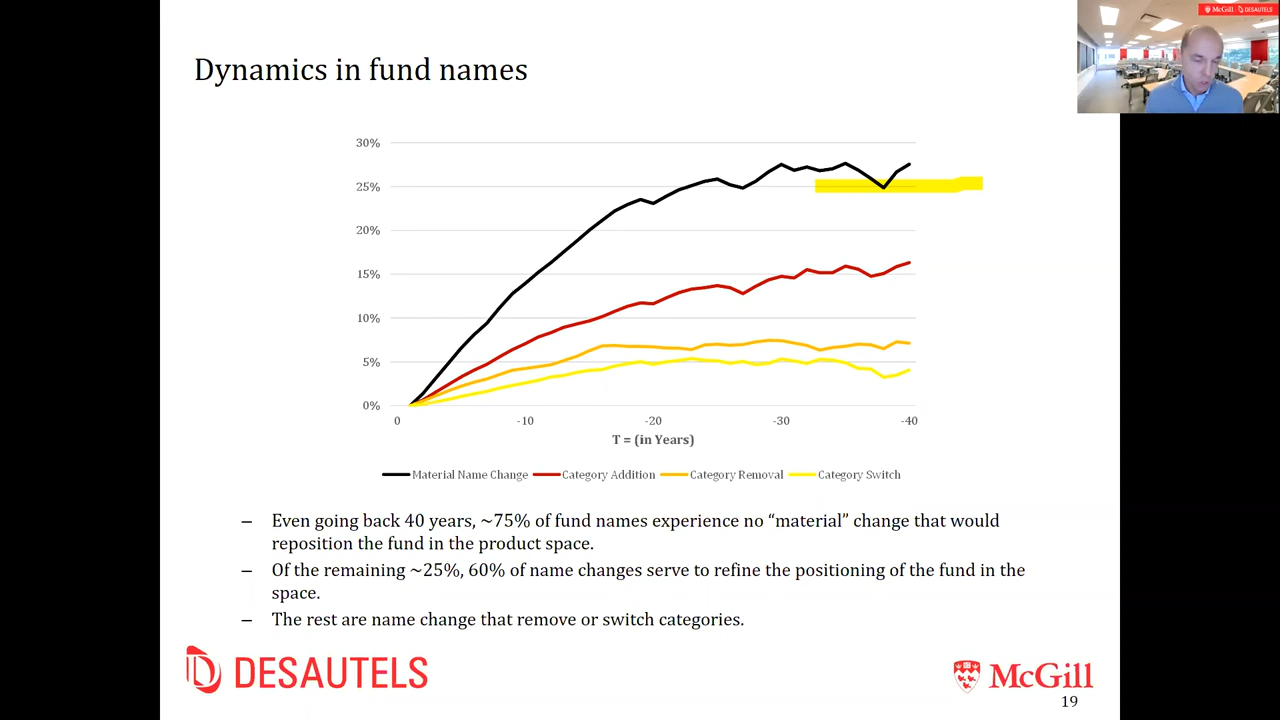 McGill DESAUTELS
Dynamics in fund names
30%
25%
20%
15%
10%
5%
0%
0 -10 -20 -30 -40
T = (in Years)
Material Name Change Category Addition Category Removal Category Switch
– Even going back 40 years, ~75% of fund names experience no “material” change that would
reposition the fund in the product space.
– Of the remaining ~25%, 60% of name changes serve to refine the positioning of the fund in the
space.
– The rest are name change that remove or switch categories.
DESAUTELS
McGill
19